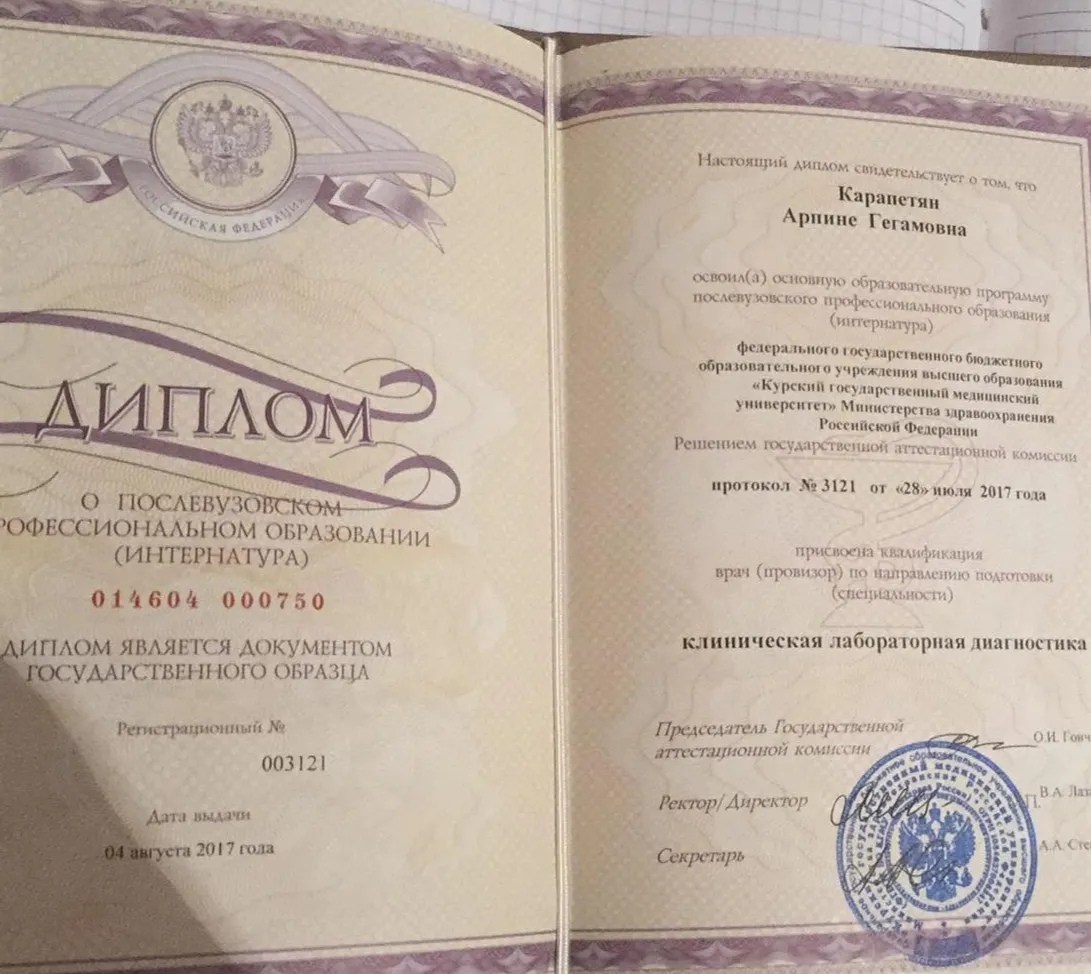 РОССИЙСКАЯ ФЕДЕРАЦИЯ
ДИПЛОМ
О ПОСЛЕВУЗОВСКОМ
РОФЕССИОНАЛЬНОМ ОБРАЗОВАНИИ
(ИНТЕРНАТУРА)
014604 000750
ДИПЛОМ ЯВЛЯЕТСЯ ДОКУМЕНТОМ
ГОСУДАРСТВЕННОГО ОБРАЗЦА
Регистрационный №
003121
Дата выдачи
04 августа 2017 года
Настоящий диплом свидетельствует о том, что
Карапетян
Арпине Гегамовна
освоил(а) основную образовательную программу
послевузовского профессионального образования
(интернатура)
федерального государственного бюджетного
образовательного учреждения высшего образования
«Курский государственный медицинский
университет» Министерства здравоохранения
Российской Федерации
Решением государственной аттестационной комиссии
протокол № 3121 от «28» июля 2017 года
присвоена квалификация
врач (провизор) по направлению подготовки
(специальности)
клиническая лабораторная диагностика
Председатель Государственной
аттестационной комиссии
О.И. Гонч
Ректор/Директор
М.П.
В.А. Лаз
Секретарь
А.А. Сте